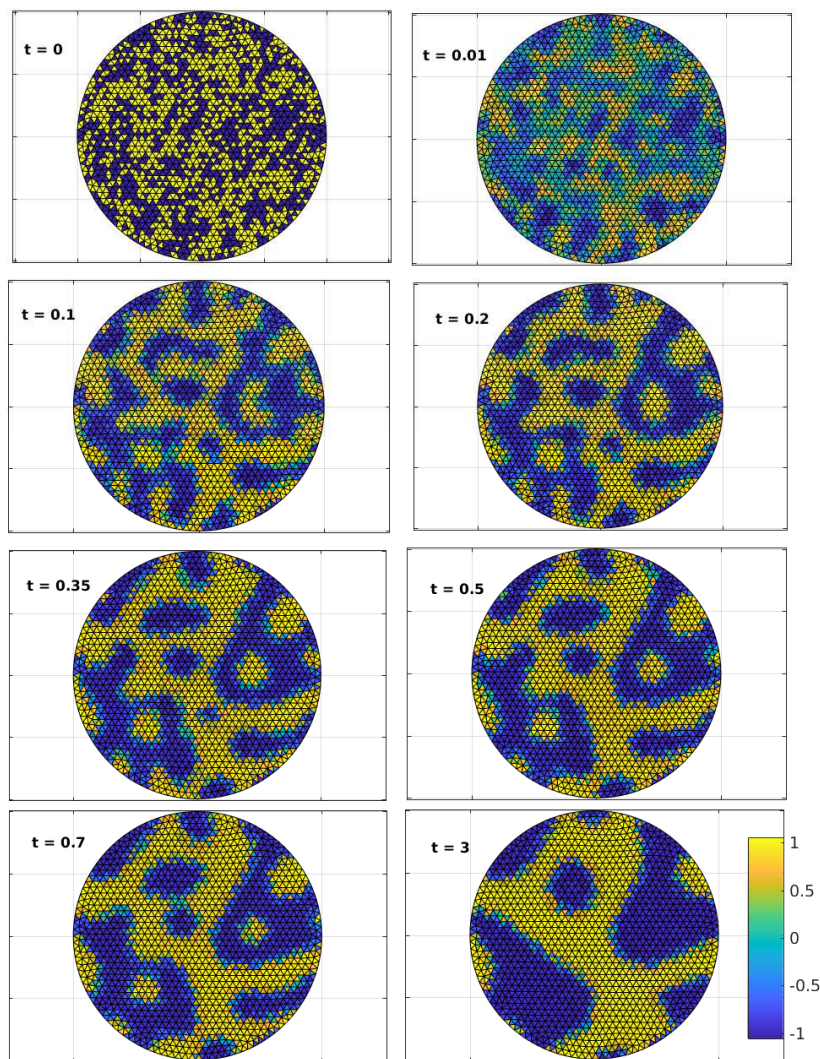 t = 0
t = 0.01
t = 0.1
t = 0.2
t = 0.35
t = 0.5
t = 0.7
t = 3
1
0.5
0
-0.5
-1